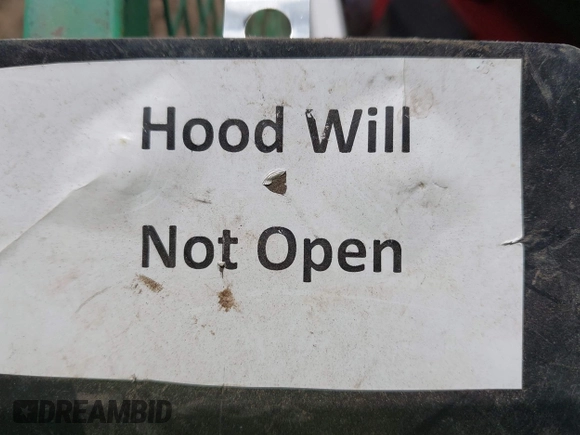 Hood Will
Not Open
DREAMBID